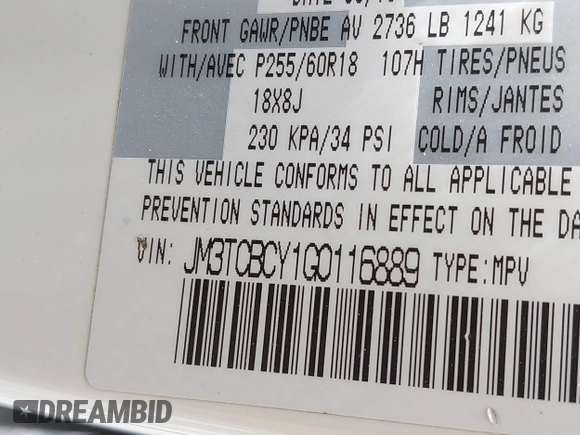 FRONT GAWR/PNBE AV 2736 LB 1241 KG
WITH/AVEC P255/60R18 107H TIRES/PNEUS
18X8J RIMS/JANTES
230 KPA/34 PSI COLD/A FROID
THIS VEHICLE CONFORMS TO ALL APPLICABLE
PREVENTION STANDARDS IN EFFECT ON THE DA
VIN: JM3TCBCY1G0116889 TYPE:MPV
DREAMBID